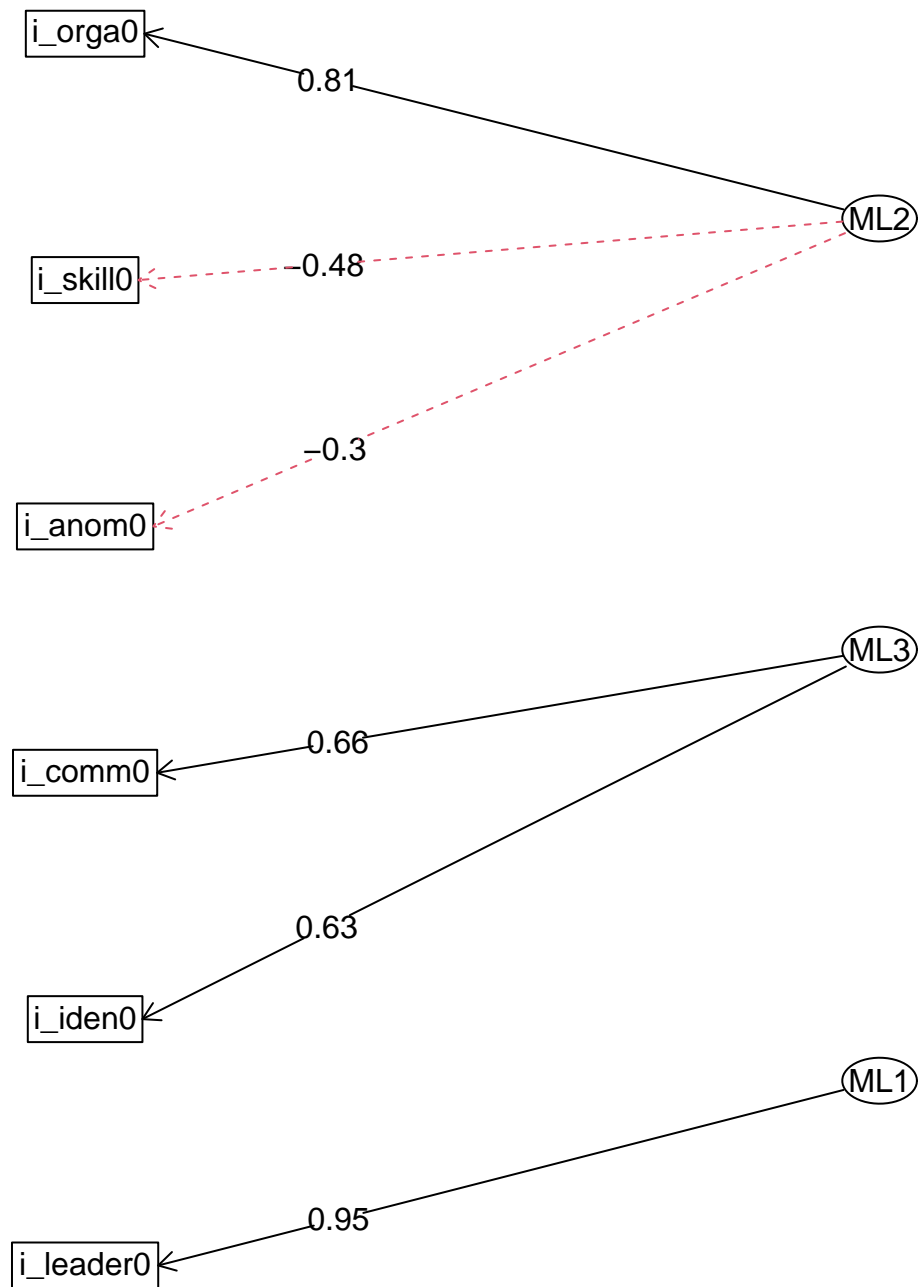 i_orga0
0.81
ML2
−0.48
i_skill0
−0.3
i_anom0
ML3
0.66
i_comm0
0.63
i_iden0
ML1
0.95
i_leader0